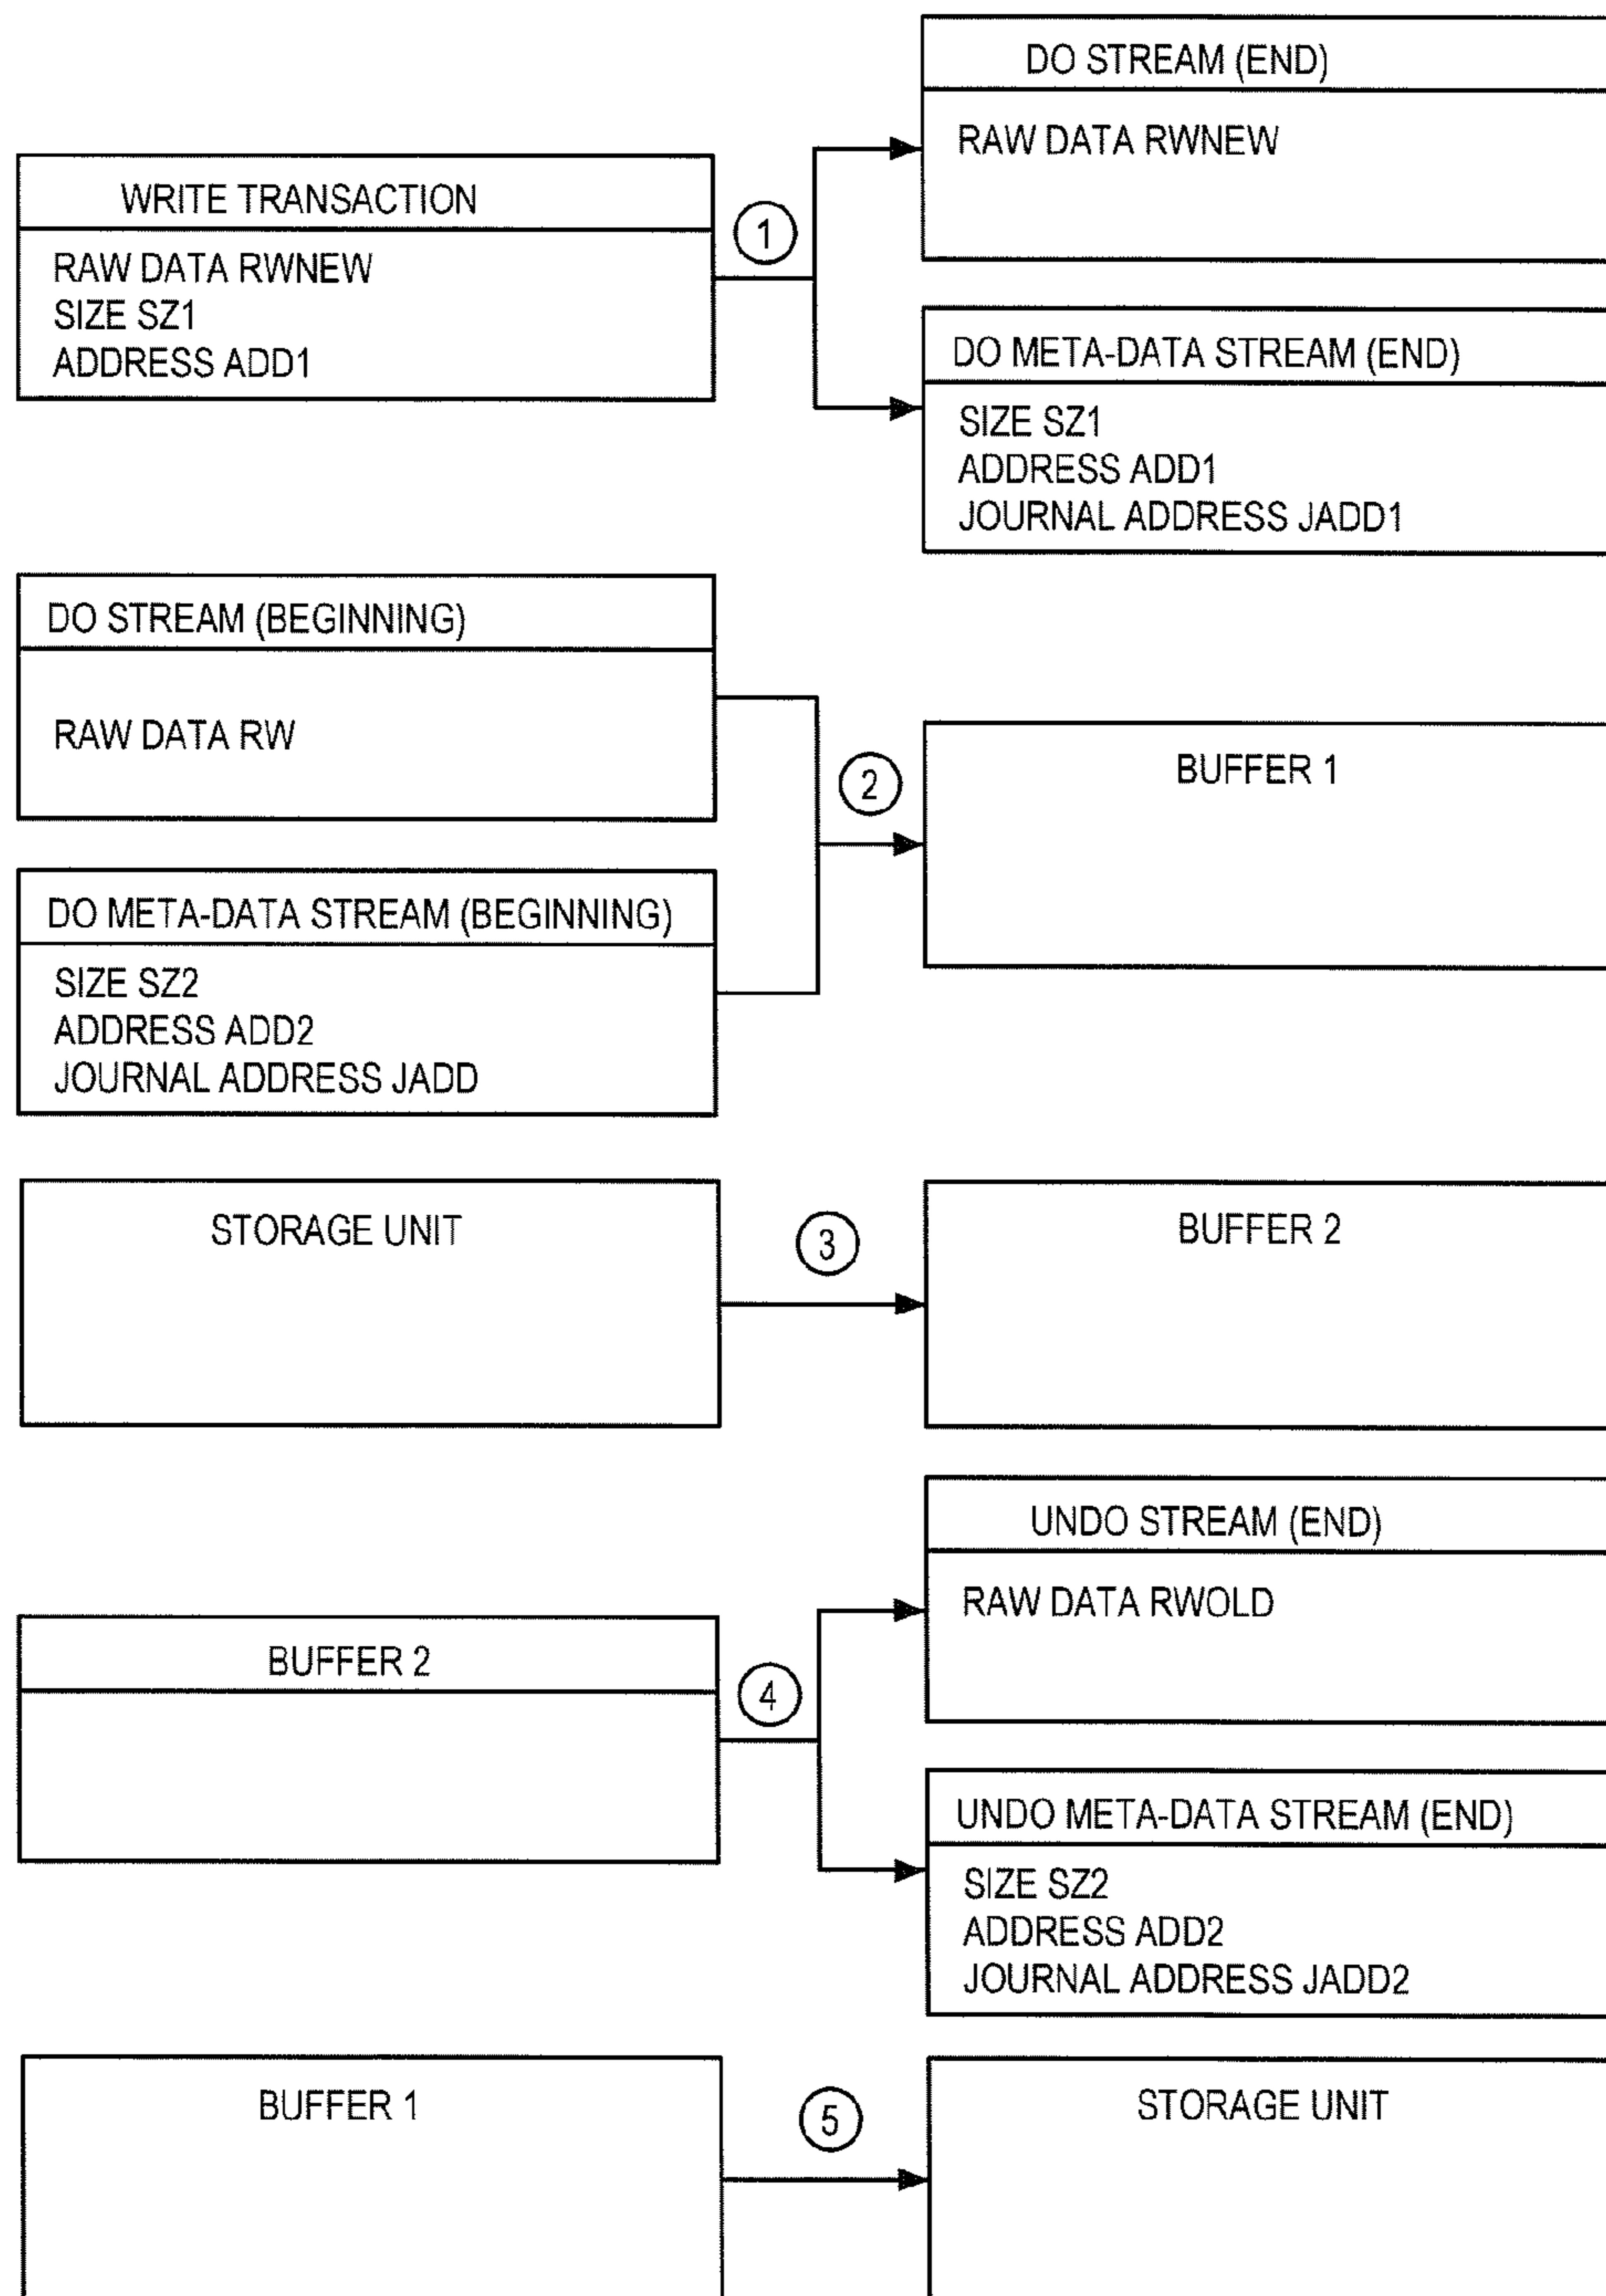 DO STREAM (END)
RAW DATA RWNEW
WRITE TRANSACTION
RAW DATA RWNEW
SIZE SZ1
ADDRESS ADD1
1
DO META-DATA STREAM (END)
SIZE SZ1
ADDRESS ADD1
JOURNAL ADDRESS JADD1
DO STREAM (BEGINNING)
RAW DATA RW
2
BUFFER 1
DO META-DATA STREAM (BEGINNING)
SIZE SZ2
ADDRESS ADD2
JOURNAL ADDRESS JADD
STORAGE UNIT
3
BUFFER 2
UNDO STREAM (END)
RAW DATA RWOLD
BUFFER 2
4
UNDO META-DATA STREAM (END)
SIZE SZ2
ADDRESS ADD2
JOURNAL ADDRESS JADD2
BUFFER 1
5
STORAGE UNIT